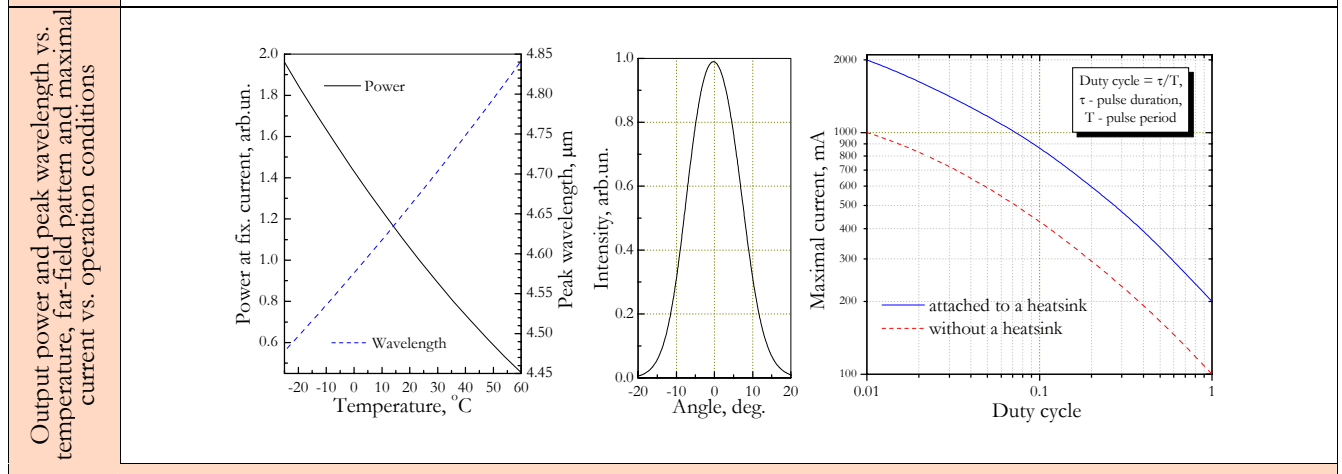 Output power and peak wavelength vs.
temperature, far-field pattern and maximal
current vs. operation conditions
2.0
1.8
1.6
1.4
1.2
1.0
0.8
0.6
Power at fix. current, arb.un.
Power
Wavelength
4.85
4.80
4.75
4.70
4.65
4.60
4.55
4.50
4.45
Peak wavelength, μm
-20 -10 0 10 20 30 40 50 60
Temperature, °C
1.0
0.8
0.6
0.4
0.2
0.0
Intensity, arb.un.
-20 -10 0 10 20
Angle, deg.
2000
1000
900
800
700
600
500
400
300
200
100
Maximal current, mA
Duty cycle = τ/T,
τ - pulse duration,
T - pulse period
attached to a heatsink
without a heatsink
0.01 0.1 1
Duty cycle